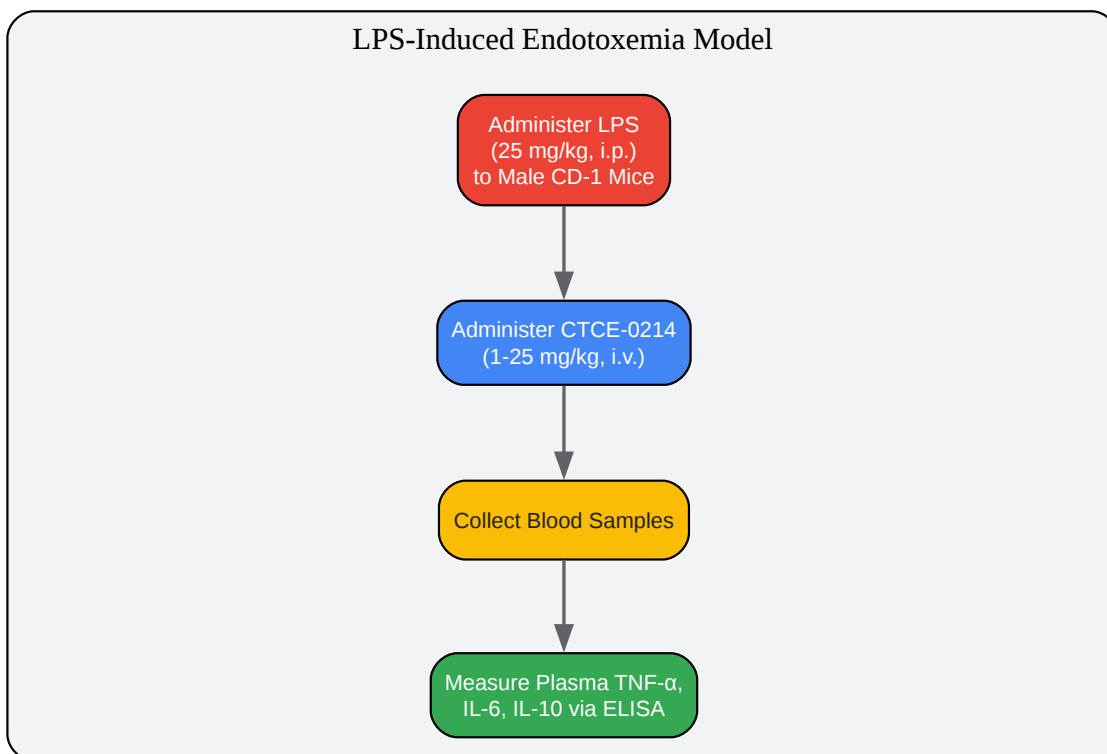 LPS-Induced Endotoxemia Model
Administer LPS
(25 mg/kg, i.p.)
to Male CD-1 Mice
Administer CTCE-0214
(1-25 mg/kg, i.v.)
Collect Blood Samples
Measure Plasma TNF-α,
IL-6, IL-10 via ELISA